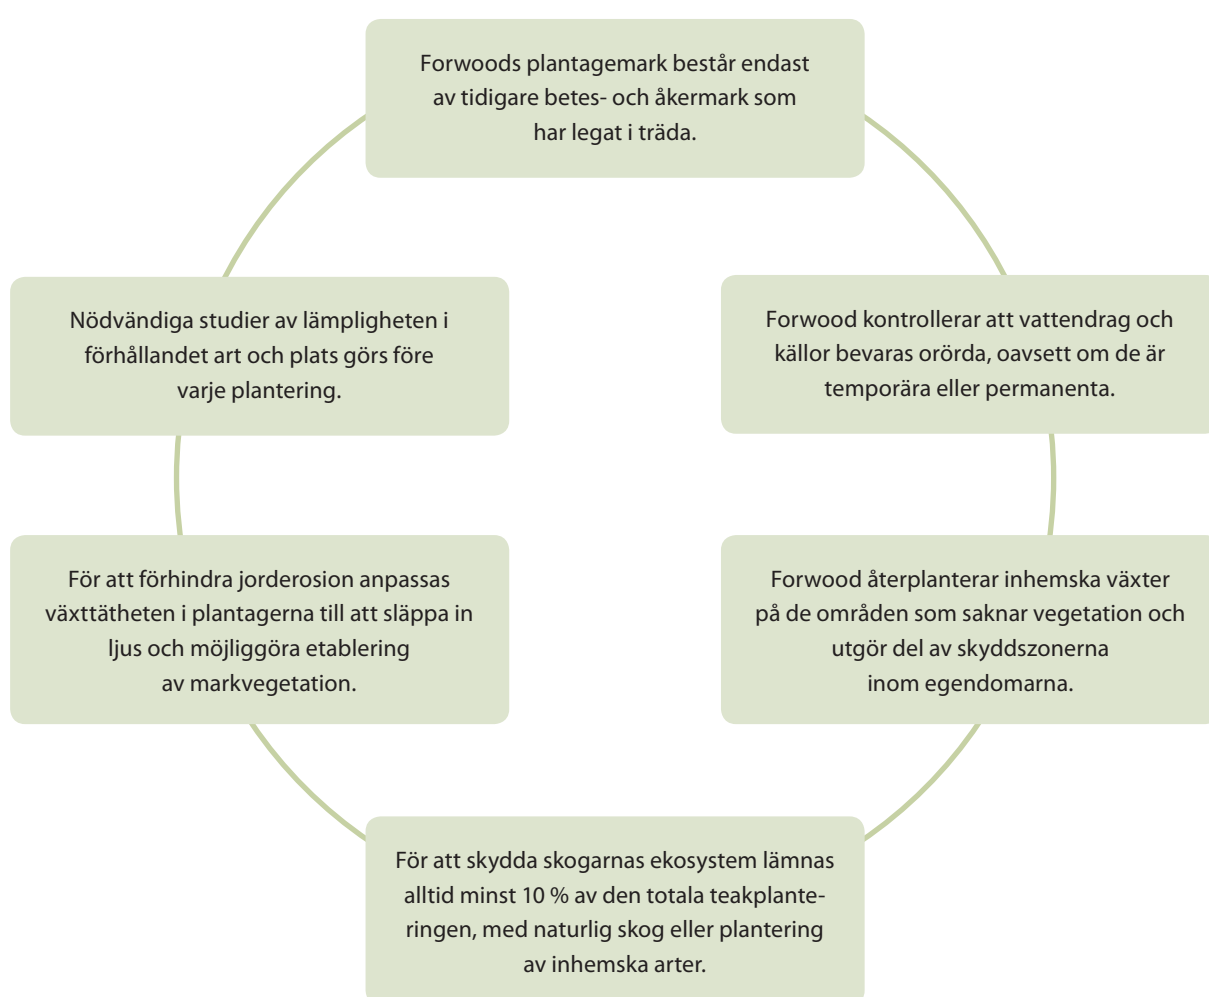 Forwoods plantagemark består endast
av tidigare betes- och åkermark som
har legat i träda.
Nödvändiga studier av lämpligheten i
förhållandet art och plats görs före
varje plantering.
Forwood kontrollerar att vattendrag och
källor bevaras orörda, oavsett om de är
temporära eller permanenta.
För att förhindra jorderosion anpassas
växttätheten i plantagerna till att släppa in
ljus och möjliggöra etablering
av markvegetation.
Forwood återplanterar inhemska växter
på de områden som saknar vegetation och
utgör del av skyddszonerna
inom egendomarna.
För att skydda skogarnas ekosystem lämnas
alltid minst 10 % av den totala teakplante-
ringen, med naturlig skog eller plantering
av inhemska arter.